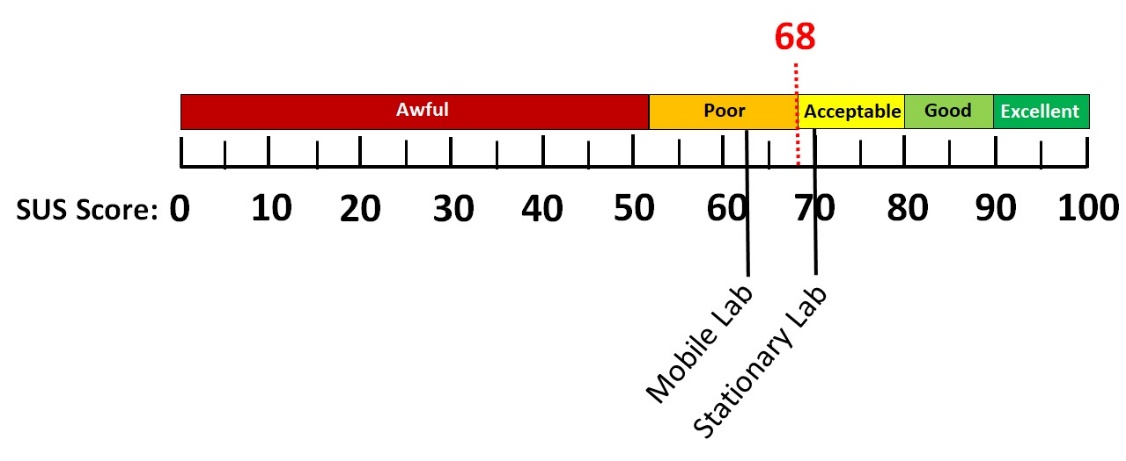 68
Awful Poor Acceptable Good Excellent
SUS Score: 0 10 20 30 40 50 60 70 80 90 100
Mobile Lab
Stationary Lab